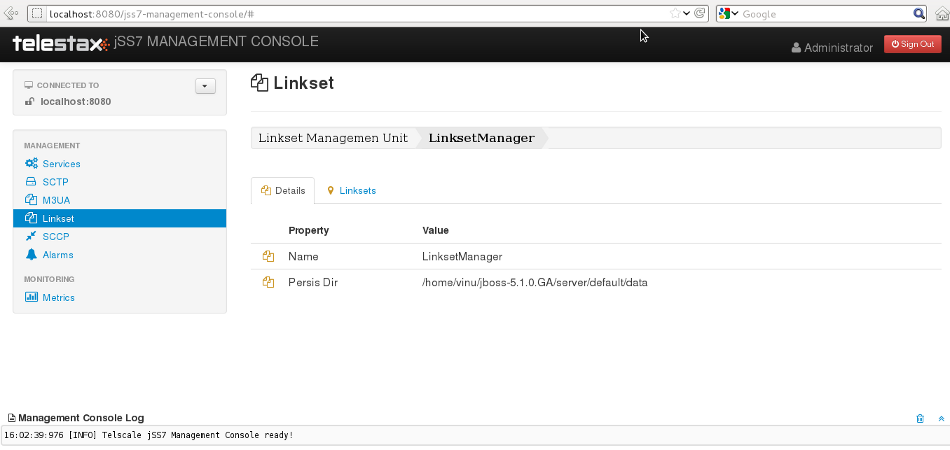 localhost:8080/jss7-management-console/#
Google
telestax jSS7 MANAGEMENT CONSOLE
Administrator
Sign Out
CONNECTED TO
localhost:8080
MANAGEMENT
Services
SCTP
M3UA
Linkset
SCCP
Alarms
MONITORING
Metrics
Linkset
Linkset Managemen Unit LinksetManager
Details Linksets
Property Value
Name LinksetManager
Persis Dir /home/vinu/jboss-5.1.0.GA/server/default/data
Management Console Log
16:02:39:976 [INFO] Telscale jSS7 Management Console ready!